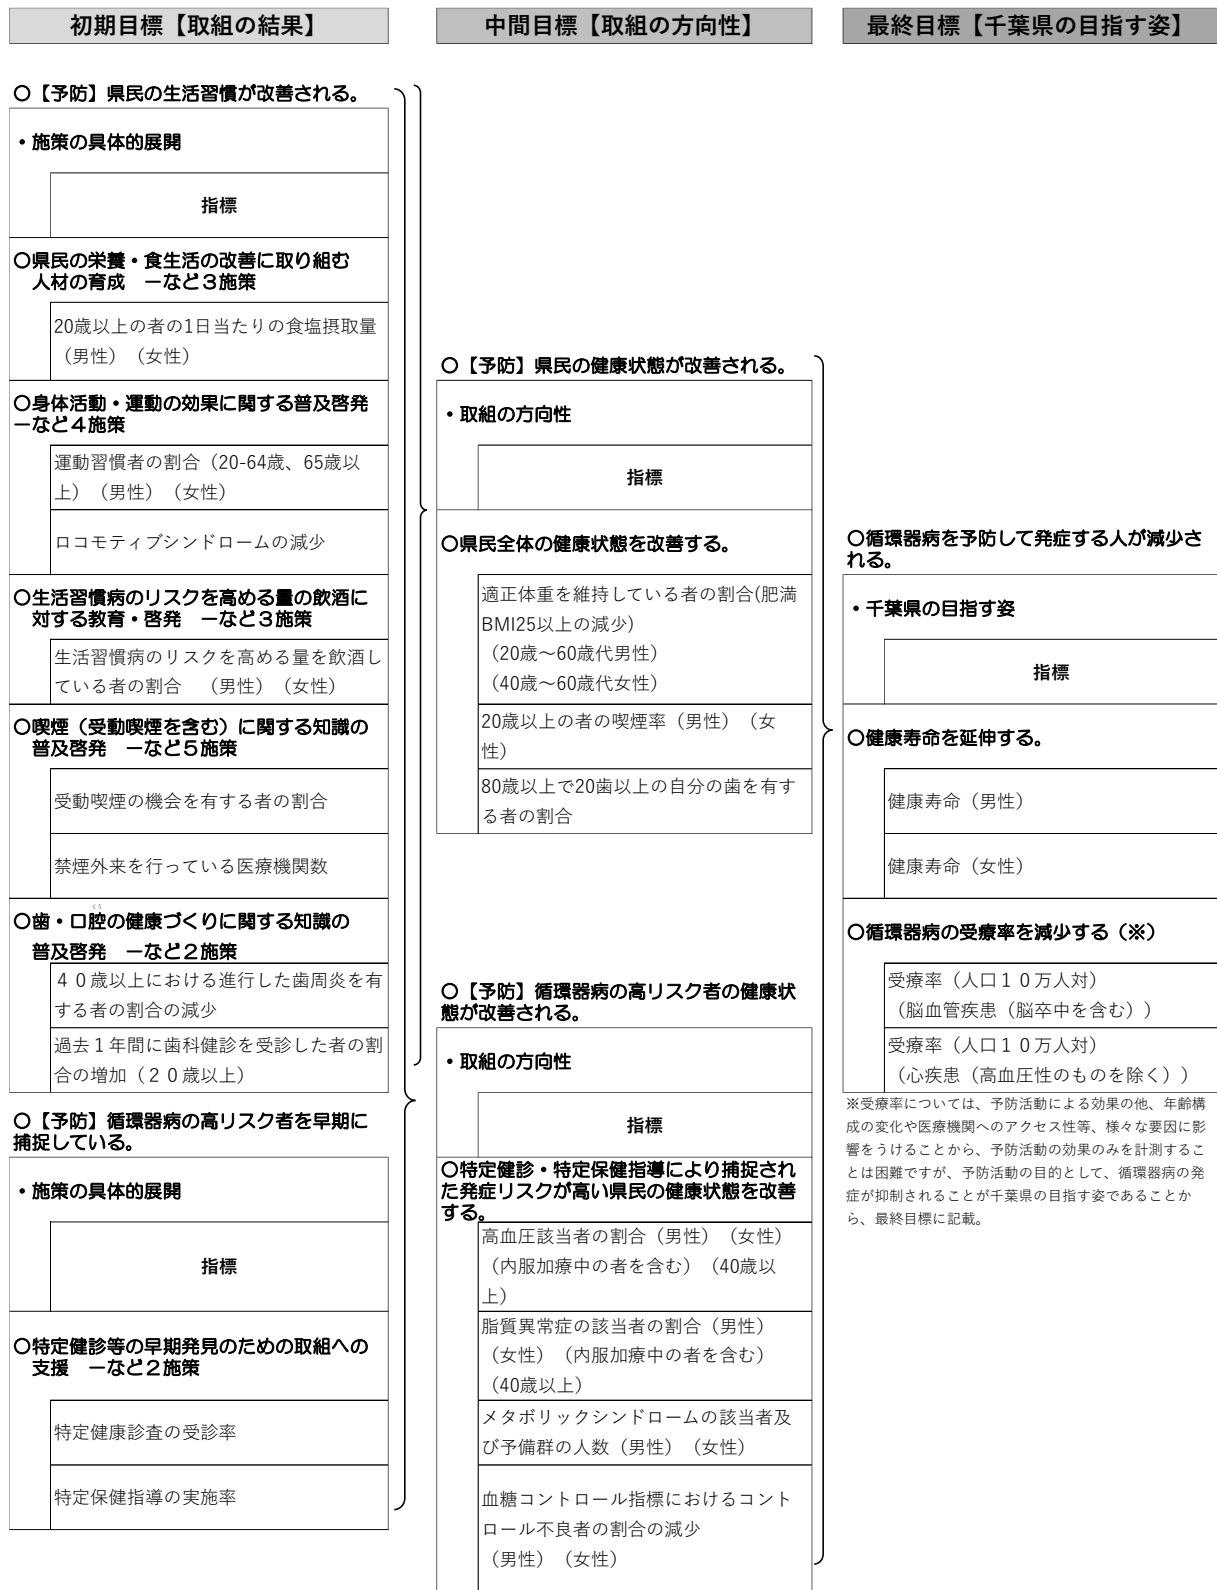 初期目標【取組の結果】
○【予防】県民の生活習慣が改善される。
・施策の具体的展開
指標
○県民の栄養・食生活の改善に取り組む
人材の育成　－など３施策
20歳以上の者の1日当たりの食塩摂取量
（男性）（女性）
○身体活動・運動の効果に関する普及啓発
－など４施策
運動習慣者の割合（20-64歳、65歳以
上）（男性）（女性）
ロコモティブシンドロームの減少
○生活習慣病のリスクを高める量の飲酒に
対する教育・啓発　－など３施策
生活習慣病のリスクを高める量を飲酒し
ている者の割合　（男性）（女性）
○喫煙（受動喫煙を含む）に関する知識の
普及啓発　－など５施策
受動喫煙の機会を有する者の割合
禁煙外来を行っている医療機関数
くう
○歯・口腔の健康づくりに関する知識の
普及啓発　－など２施策
４０歳以上における進行した歯周炎を有
する者の割合の減少
過去１年間に歯科健診を受診した者の割
合の増加（２０歳以上）
○【予防】循環器病の高リスク者を早期に
捕捉している。
・施策の具体的展開
指標
○特定健診等の早期発見のための取組への
支援　－など２施策
特定健康診査の受診率
特定保健指導の実施率
中間目標【取組の方向性】
○【予防】県民の健康状態が改善される。
・取組の方向性
指標
○県民全体の健康状態を改善する。
適正体重を維持している者の割合(肥満
BMI25以上の減少)
（20歳～60歳代男性）
（40歳～60歳代女性）
20歳以上の者の喫煙率（男性）（女
性）
80歳以上で20歯以上の自分の歯を有す
る者の割合
○【予防】循環器病の高リスク者の健康状
態が改善される。
・取組の方向性
指標
○特定健診・特定保健指導により捕捉され
た発症リスクが高い県民の健康状態を改善
する。
高血圧該当者の割合（男性）（女性）
（内服加療中の者を含む）（40歳以
上）
脂質異常症の該当者の割合（男性）
（女性）（内服加療中の者を含む）
（40歳以上）
メタボリックシンドロームの該当者及
び予備群の人数（男性）（女性）
血糖コントロール指標におけるコント
ロール不良者の割合の減少
（男性）（女性）
最終目標【千葉県の目指す姿】
○循環器病を予防して発症する人が減少さ
れる。
・千葉県の目指す姿
指標
○健康寿命を延伸する。
健康寿命（男性）
健康寿命（女性）
○循環器病の受療率を減少する（※）
受療率（人口１０万人対）
（脳血管疾患（脳卒中を含む））
受療率（人口１０万人対）
（心疾患（高血圧性のものを除く））
※受療率については、予防活動による効果の他、年齢構
成の変化や医療機関へのアクセス性等、様々な要因に影
響をうけることから、予防活動の効果のみを計測するこ
とは困難ですが、予防活動の目的として、循環器病の発
症が抑制されることが千葉県の目指す姿であることか
ら、最終目標に記載。